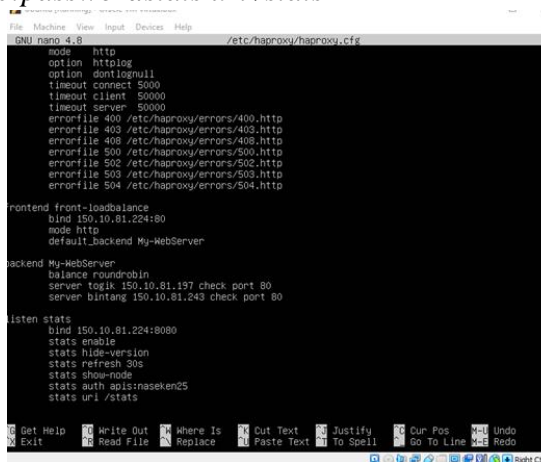 File Machine View Input Devices Help
GNU nano 4.8 /etc/haproxy/haproxy.cfg
mode http
option httplog
option dontlognull
timeout connect 5000
timeout client 50000
timeout server 50000
errorfile 400 /etc/haproxy/errors/400.http
errorfile 403 /etc/haproxy/errors/403.http
errorfile 408 /etc/haproxy/errors/408.http
errorfile 500 /etc/haproxy/errors/500.http
errorfile 502 /etc/haproxy/errors/502.http
errorfile 503 /etc/haproxy/errors/503.http
errorfile 504 /etc/haproxy/errors/504.http
frontend front-loadbalance
bind 150.10.81.224:80
mode http
default_backend My-WebServer
backend My-WebServer
balance roundrobin
server togik 150.10.81.197 check port 80
server bintang 150.10.81.243 check port 80
listen stats
bind 150.10.81.224:8080
stats enable
stats hide-version
stats refresh 30s
stats show-node
stats auth apis:naseken25
stats uri /stats
^G Get Help ^O Write Out ^W Where Is ^K Cut Text ^J Justify ^C Cur Pos M-U Undo
^X Exit ^R Read File ^\ Replace ^U Paste Text ^T To Spell ^_ Go To Line M-E Redo